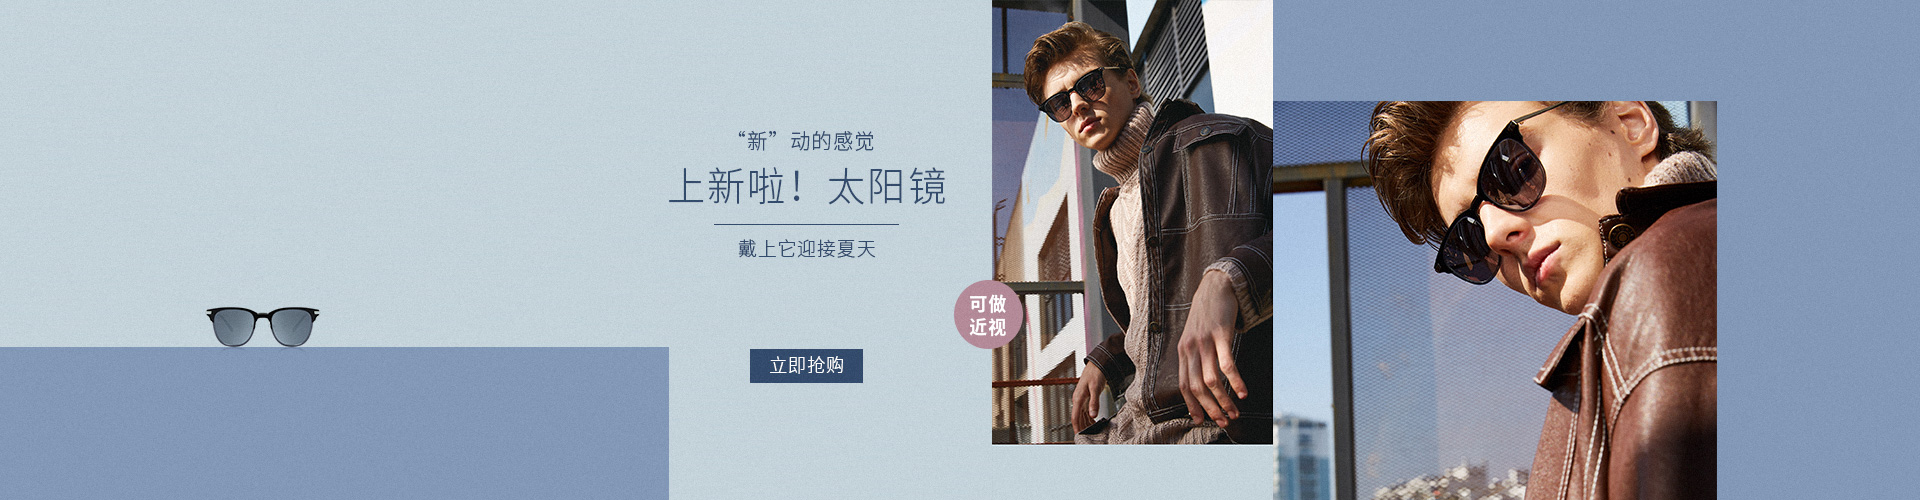 “新”动的感觉
上新啦！太阳镜
戴上它迎接夏天
可做
近视
立即抢购